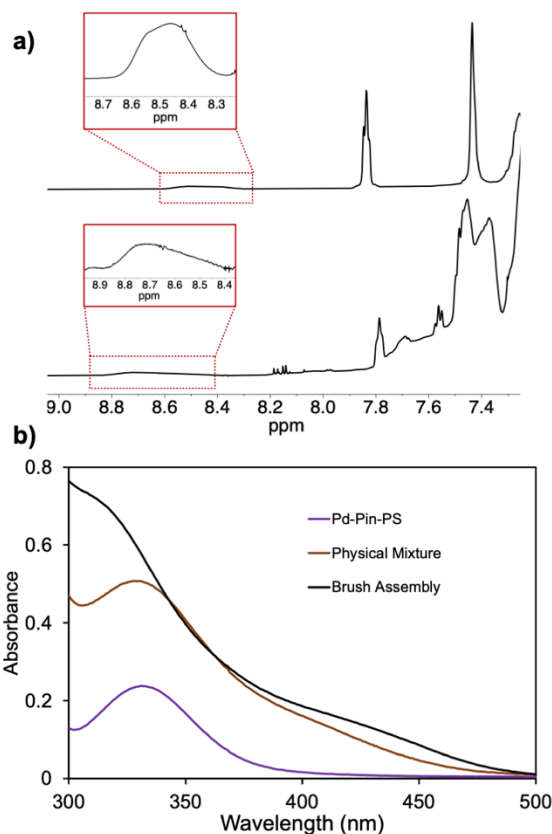 a)
8.7 8.6 8.5 8.4 8.3
ppm
8.9 8.8 8.7 8.6 8.5 8.4
ppm
9.0 8.8 8.6 8.4 8.2 8.0 7.8 7.6 7.4
ppm
b)
0.8
0.6
0.4
0.2
0
Absorbance
Pd-Pin-PS
Physical Mixture
Brush Assembly
300 350 400 450 500
Wavelength (nm)